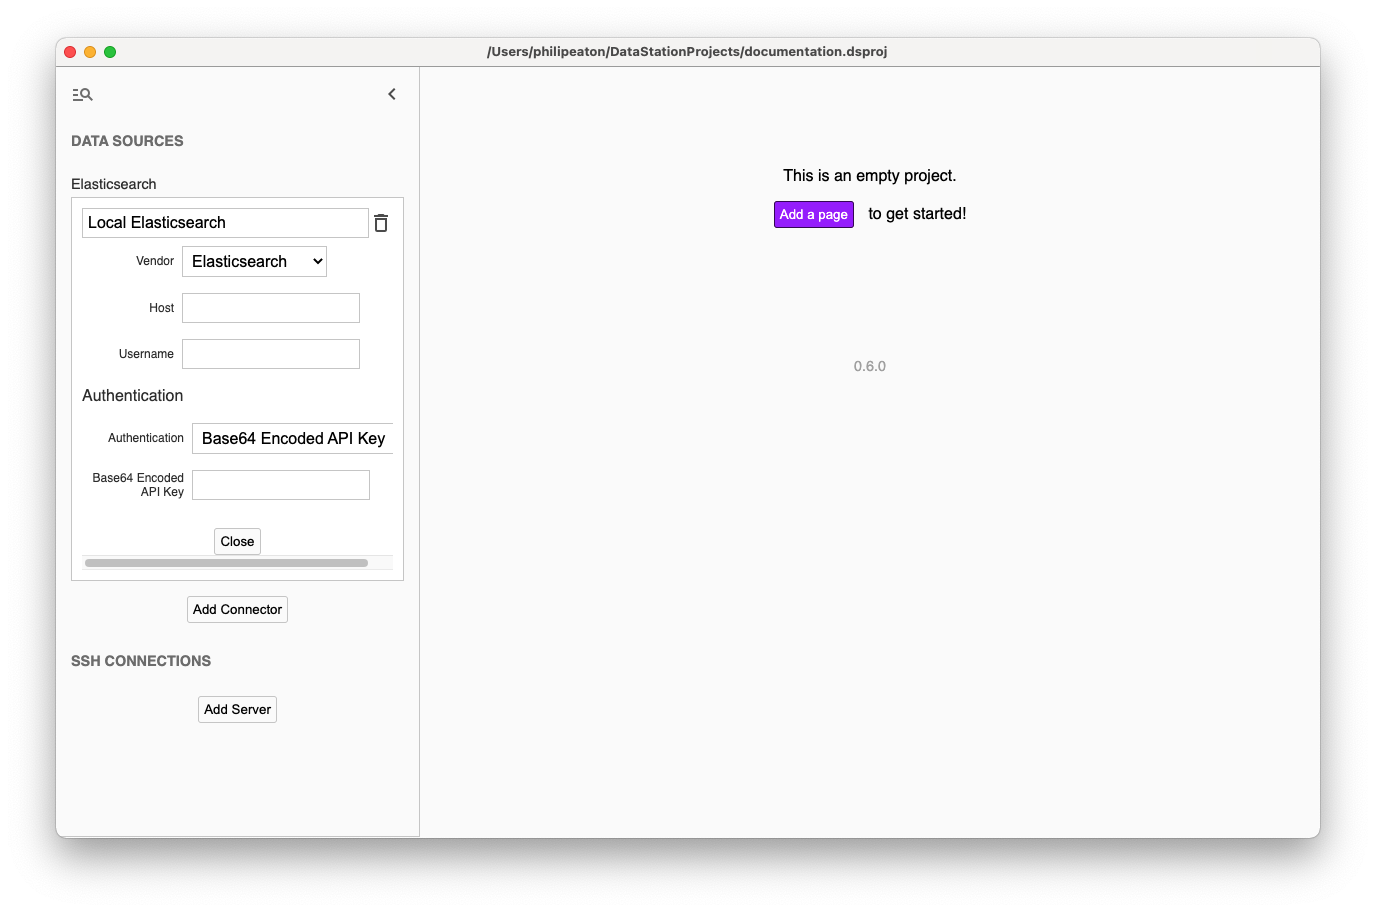 /Users/philipeaton/DataStationProjects/documentation.dsproj
DATA SOURCES
Elasticsearch
Local Elasticsearch
Vendor Elasticsearch
Host
Username
Authentication
Authentication Base64 Encoded API Key
Base64 Encoded
API Key
Close
Add Connector
SSH CONNECTIONS
Add Server
This is an empty project.
Add a page to get started!
0.6.0